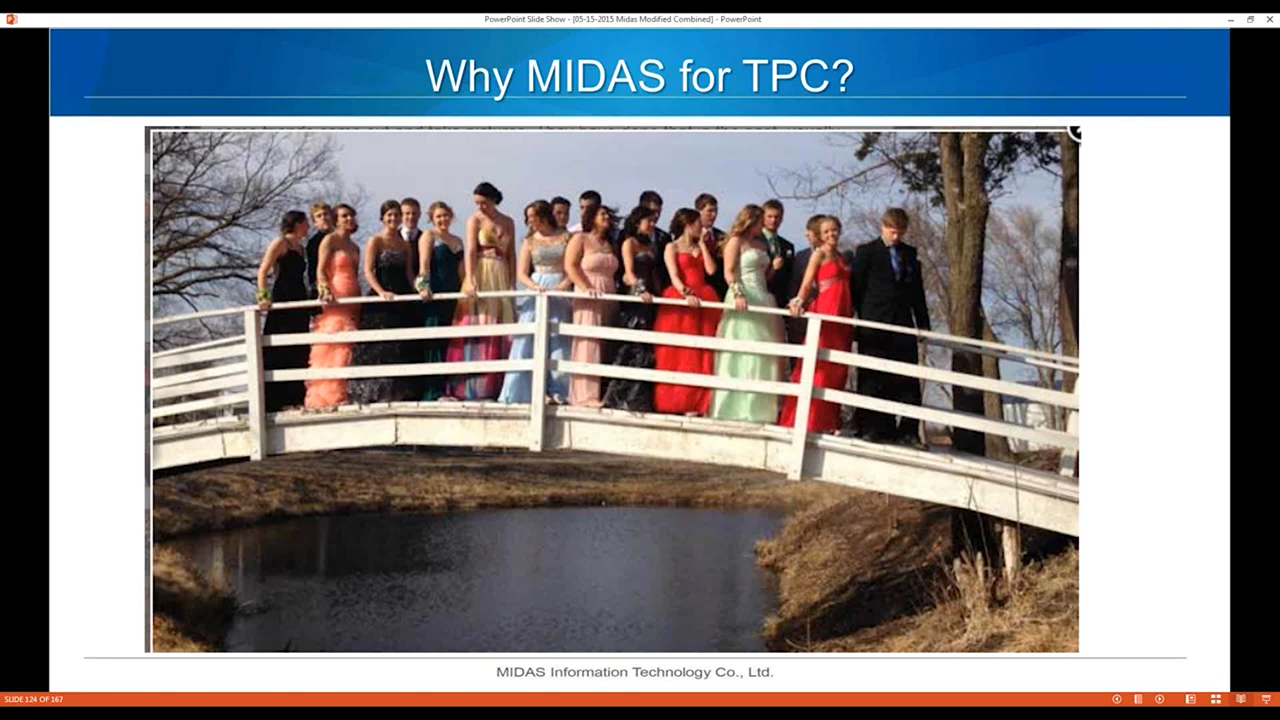 PowerPoint Slide Show - [05-15-2015 Midas Modified Combined] - PowerPoint
Why MIDAS for TPC?
MIDAS Information Technology Co., Ltd.
SLIDE 124 OF 167